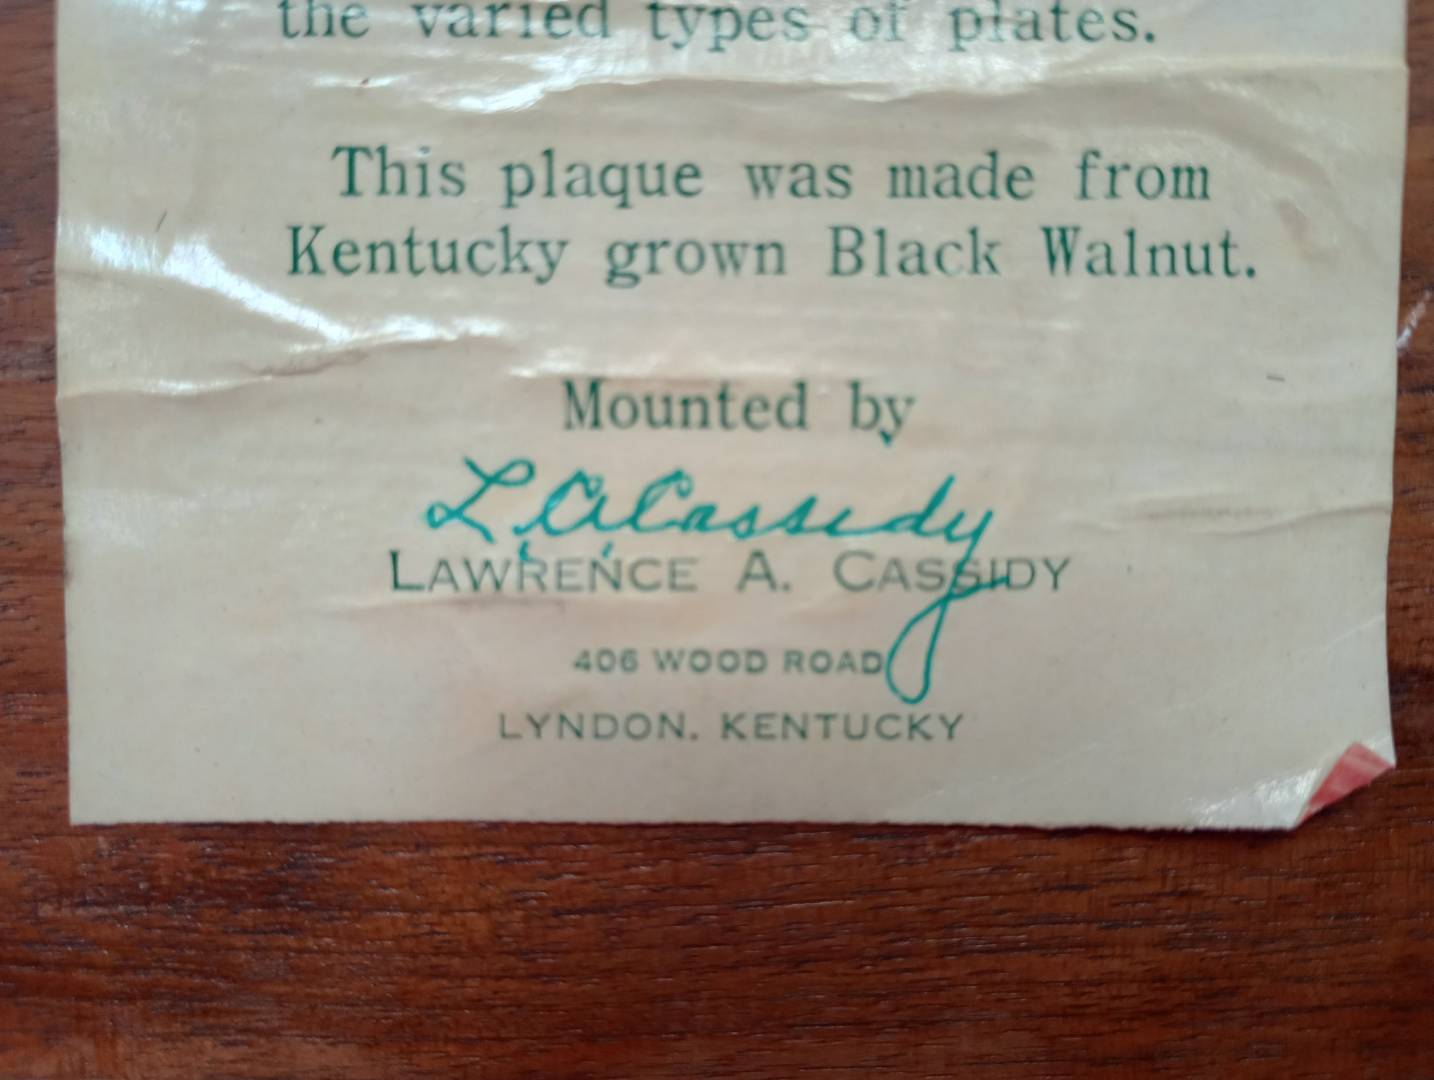 the varied types of plates.
This plaque was made from
Kentucky grown Black Walnut.
Mounted by
L. A. Cassidy
LAWRENCE A. CASSIDY
406 WOOD ROAD
LYNDON, KENTUCKY